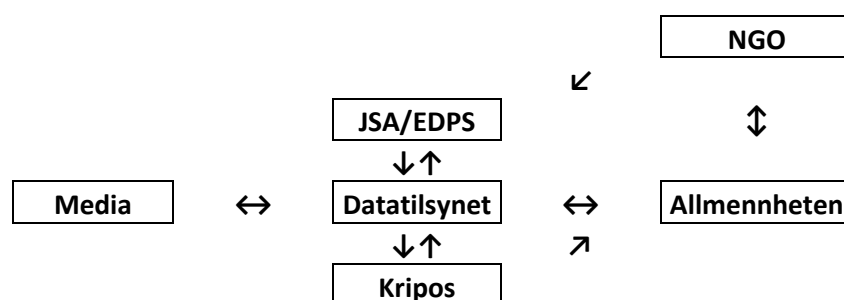 NGO
↙
JSA/EDPS ↕
↓↑
Media ↔ Datatilsynet ↔ Allmennheten
↓↑ ↗
Kripos